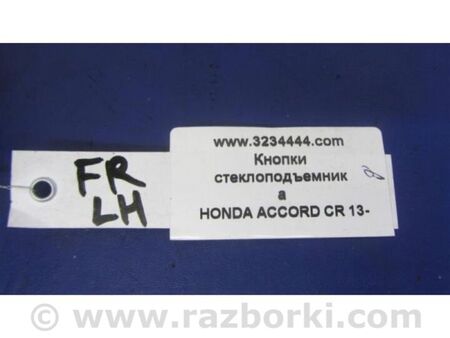 FR
LH
www.3234444.com
Кнопки
стеклоподъемник
а
HONDA ACCORD CR 13-
www.razborki.com